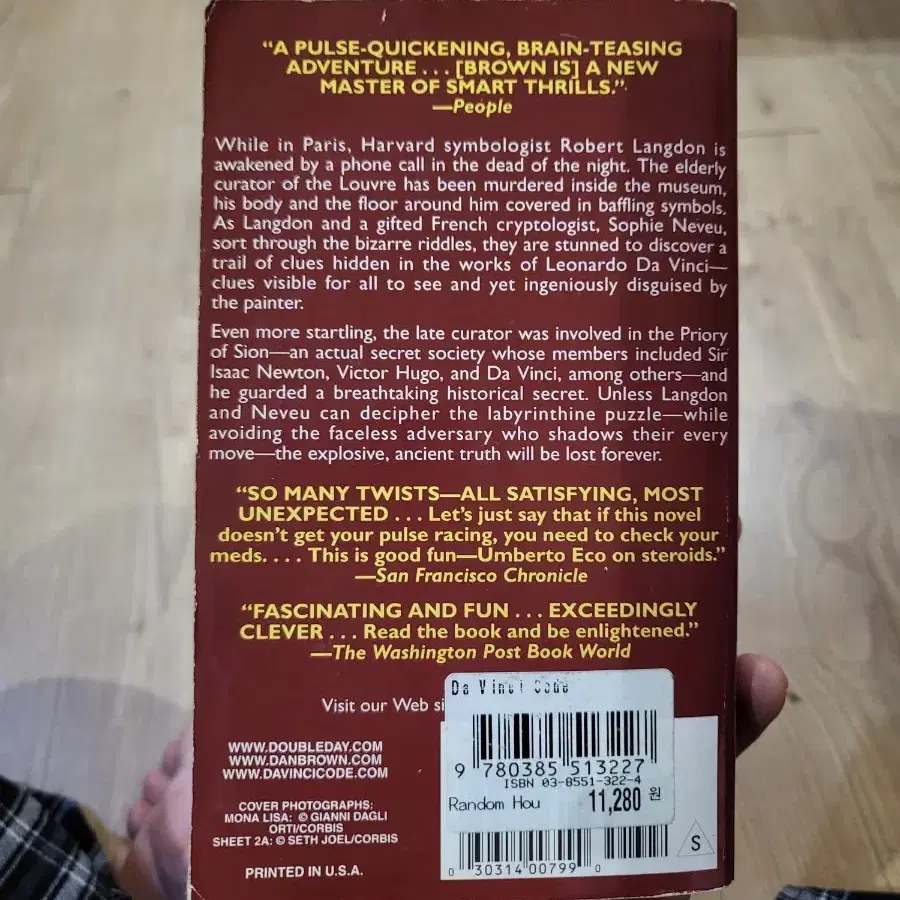 “A PULSE-QUICKENING, BRAIN-TEASING
ADVENTURE . . . [BROWN IS] A NEW
MASTER OF SMART THRILLS.”
—People
While in Paris, Harvard symbologist Robert Langdon is
awakened by a phone call in the dead of the night. The elderly
curator of the Louvre has been murdered inside the museum,
his body and the floor around him covered in baffling symbols.
As Langdon and a gifted French cryptologist, Sophie Neveu,
sort through the bizarre riddles, they are stunned to discover a
trail of clues hidden in the works of Leonardo Da Vinci—
clues visible for all to see and yet ingeniously disguised by
the painter.
Even more startling, the late curator was involved in the Priory
of Sion—an actual secret society whose members included Sir
Isaac Newton, Victor Hugo, and Da Vinci, among others—and
he guarded a breathtaking historical secret. Unless Langdon
and Neveu can decipher the labyrinthine puzzle—while
avoiding the faceless adversary who shadows their every
move—the explosive, ancient truth will be lost forever.
“SO MANY TWISTS—ALL SATISFYING, MOST
UNEXPECTED . . . Let’s just say that if this novel
doesn’t get your pulse racing, you need to check your
meds. . . . This is good fun—Umberto Eco on steroids.”
—San Francisco Chronicle
“FASCINATING AND FUN . . . EXCEEDINGLY
CLEVER . . . Read the book and be enlightened.”
—The Washington Post Book World
Visit our Web si
WWW.DOUBLEDAY.COM
WWW.DANBROWN.COM
WWW.DAVINCICODE.COM
COVER PHOTOGRAPHS:
MONA LISA: © GIANNI DAGLI
ORTI/CORBIS
SHEET 2A: © SETH JOEL/CORBIS
PRINTED IN U.S.A.
Da Vinci Code
9 780385 513227
ISBN 03-8551-322-4
Random Hou 11,280 원
0 30314 00799 0
S